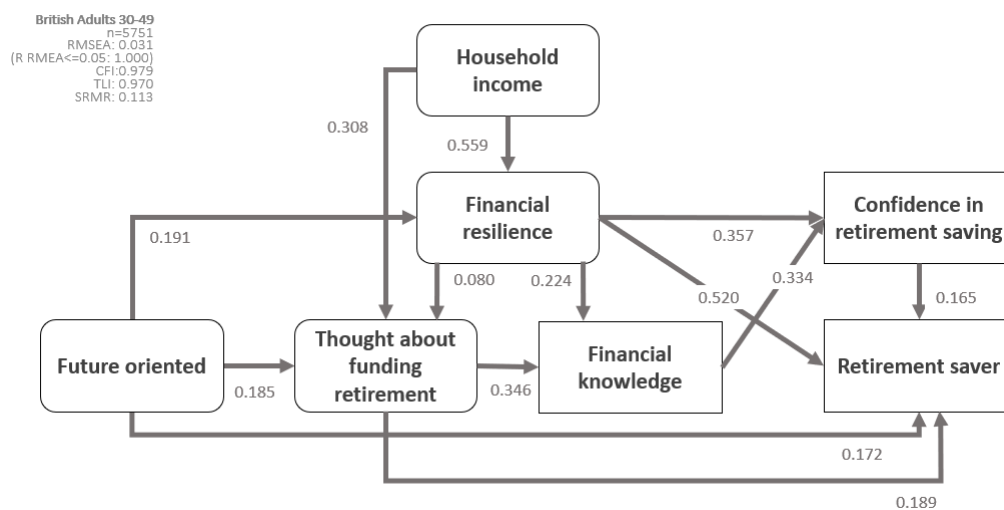 British Adults 30-49
n=5751
RMSEA: 0.031
(R RMEA<=0.05: 1.000)
CFI:0.979
TLI: 0.970
SRMR: 0.113
Household
income
0.308
0.559
Financial
resilience
Confidence in
retirement saving
0.191
0.357
0.080
0.224
0.334
0.520
0.165
Future oriented
Thought about
funding
retirement
Financial
knowledge
Retirement saver
0.185
0.346
0.172
0.189